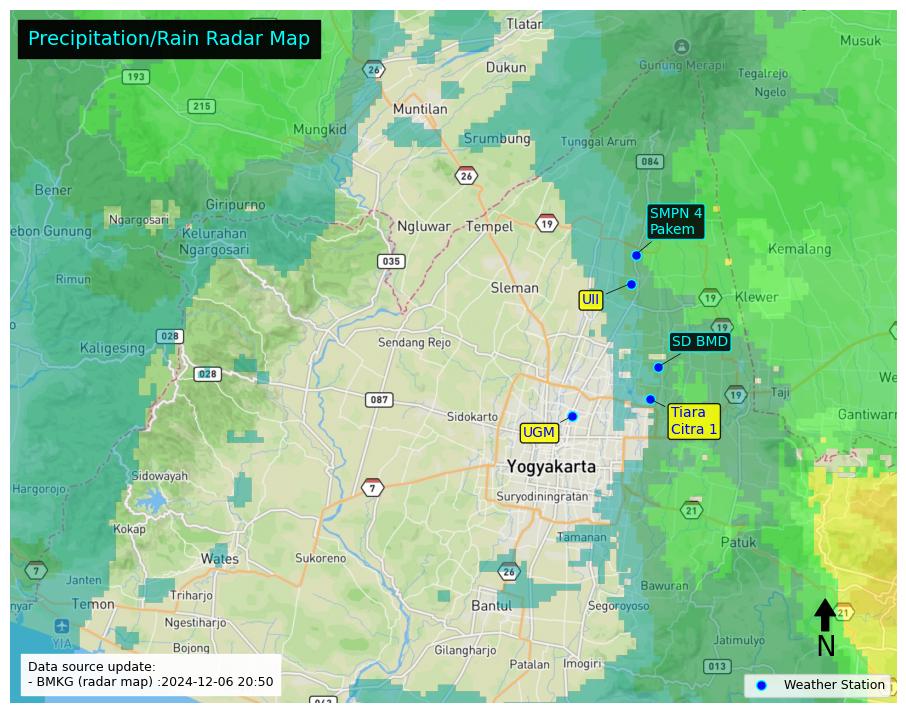 Precipitation/Rain Radar Map
Tlatar
Musuk
193
26
Dukun
Gunung Merapi
Tegalrejo
Ngelo
215
Muntilan
Mungkid
Srumbung
Tunggal Arum
084
26
Bener
Giripurno
Ngargosari
SMPN 4
Pakem
ebon Gunung
Kelurahan
Ngargosari
Ngluwar
Tempel
19
Kemalang
035
Rimun
Sleman
UII
19
Klewer
19
028
Kaligesing
Sendang Rejo
SD BMD
028
We
087
19
Taji
Sidokarto
UGM
Tiara
Citra 1
Gantiwarn
Yogyakarta
Sidowayah
7
Suryodiningratan
Hargorojo
21
Kokap
Tamanan
Patuk
Wates
Sukoreno
7
26
Janten
Bawuran
Triharjo
nyar
Temon
Bantul
Segoroyoso
21
Ngestiharjo
YIA
N
Bojong
Gilangharjo
Jatimulyo
Patalan
Imogiri
013
Data source update:
- BMKG (radar map) :2024-12-06 20:50
Weather Station